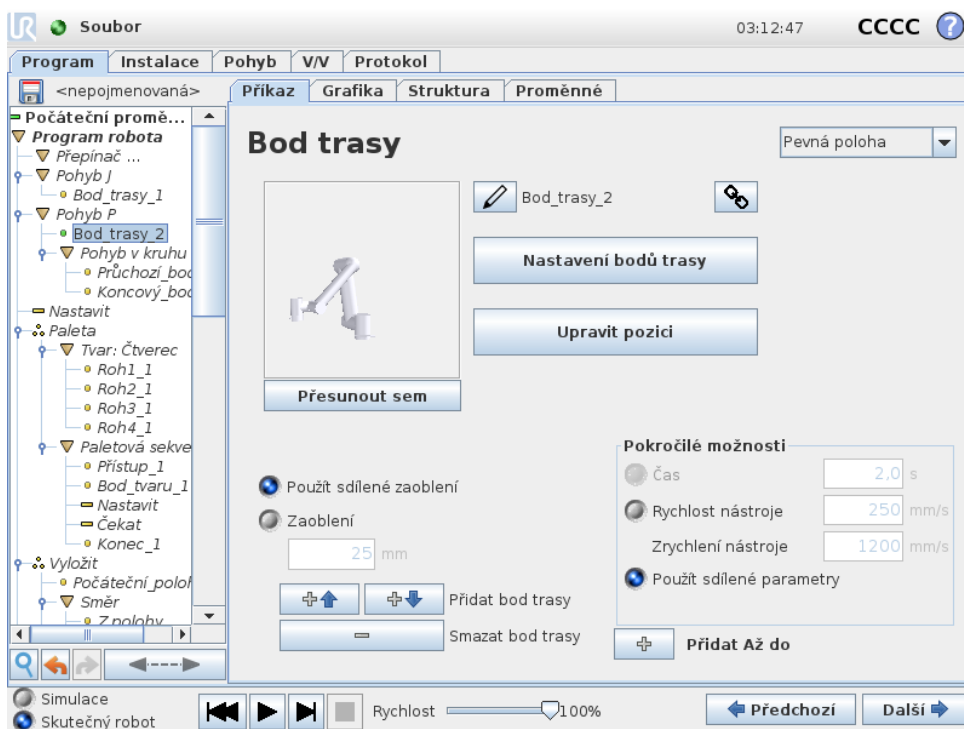 UR
Soubor
03:12:47
CCCC
?
Program
Instalace
Pohyb
V/V
Protokol
<nepojmenovaná>
Příkaz
Grafika
Struktura
Proměnné
Počáteční promě...
Program robota
Přepínač ...
Pohyb J
Bod_trasy_1
Pohyb P
Bod_trasy_2
Pohyb v kruhu
Průchozí_boc
Koncový_boc
Nastavit
Paleta
Tvar: Čtverec
Roh1_1
Roh2_1
Roh3_1
Roh4_1
Paletová sekve
Přístup_1
Bod_tvaru_1
Nastavit
Čekat
Konec_1
Vyložit
Počáteční_poloh
Směr
Z polohy
Bod trasy
Pevná poloha
Bod_trasy_2
Nastavení bodů trasy
Upravit pozici
Přesunout sem
Použít sdílené zaoblení
Zaoblení
25 mm
Přidat bod trasy
Smazat bod trasy
Pokročilé možnosti
Čas 2,0 s
Rychlost nástroje 250 mm/s
Zrychlení nástroje 1200 mm/s
Použít sdílené parametry
Přidat Až do
Simulace
Skutečný robot
Rychlost 100%
Předchozí
Další